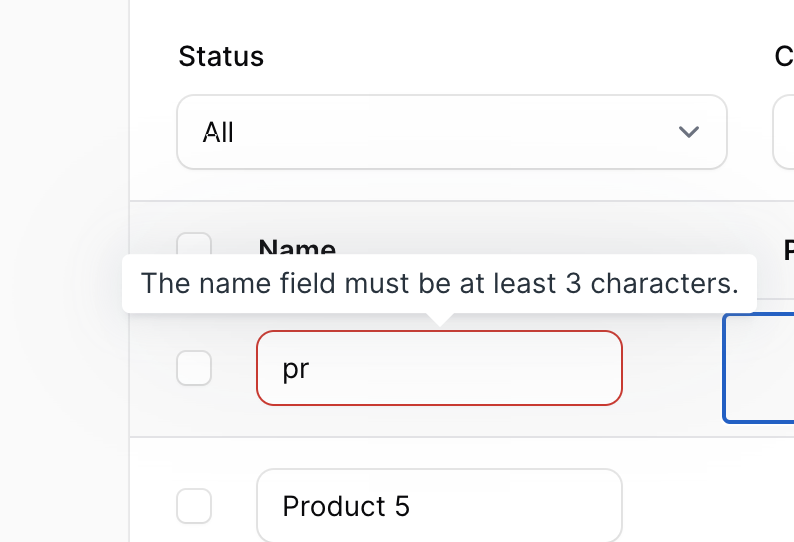 Status
C
All
Name
P
The name field must be at least 3 characters.
pr
Product 5